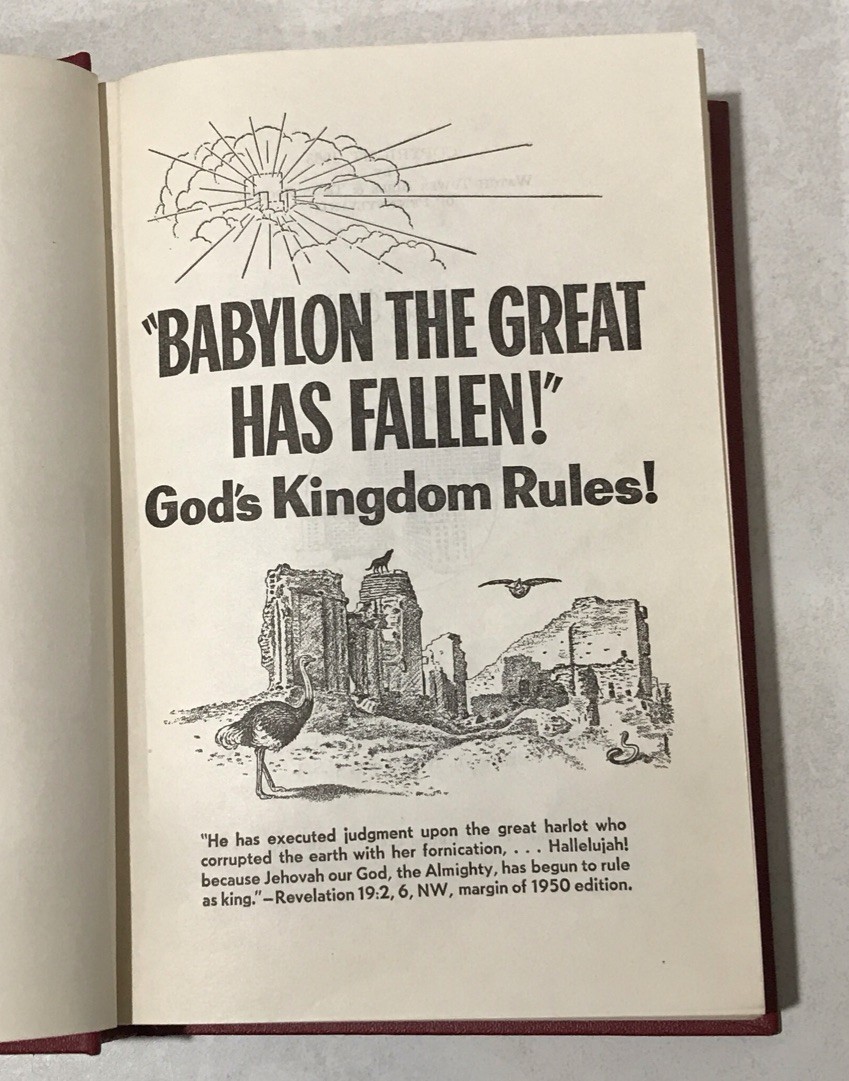 "BABYLON THE GREAT
HAS FALLEN!"
God's Kingdom Rules!
"He has executed judgment upon the great harlot who
corrupted the earth with her fornication, . . . Hallelujah!
because Jehovah our God, the Almighty, has begun to rule
as king."—Revelation 19:2, 6, NW, margin of 1950 edition.